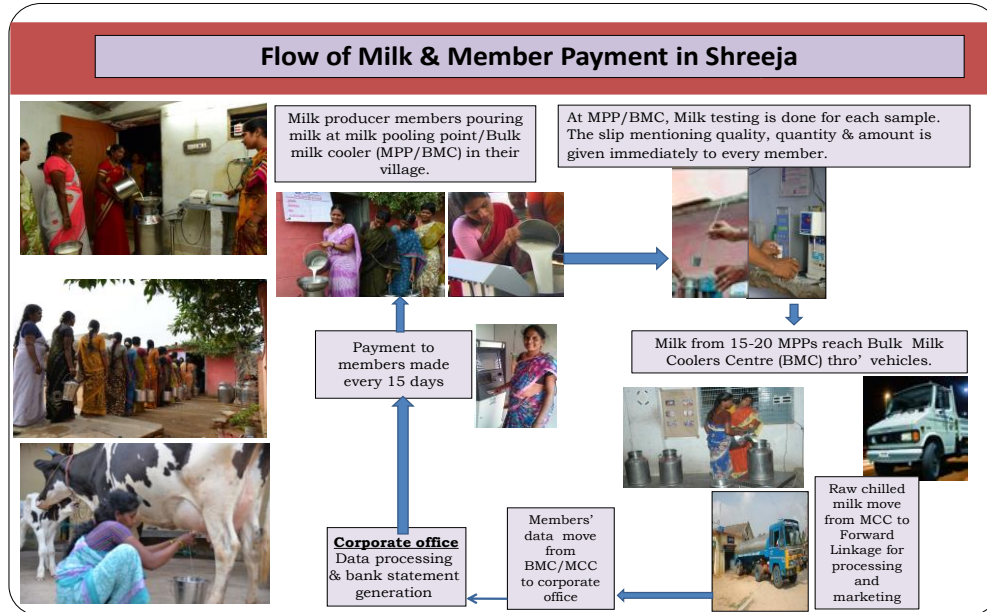 Flow of Milk & Member Payment in Shreeja
Milk producer members pouring
milk at milk pooling point/Bulk
milk cooler (MPP/BMC) in their
village.
At MPP/BMC, Milk testing is done for each sample.
The slip mentioning quality, quantity & amount is
given immediately to every member.
Milk from 15-20 MPPs reach Bulk Milk
Coolers Centre (BMC) thro' vehicles.
Raw chilled
milk move
from MCC to
Forward
Linkage for
processing
and
marketing
Members'
data move
from
BMC/MCC
to corporate
office
Corporate office
Data processing
& bank statement
generation
Payment to
members made
every 15 days